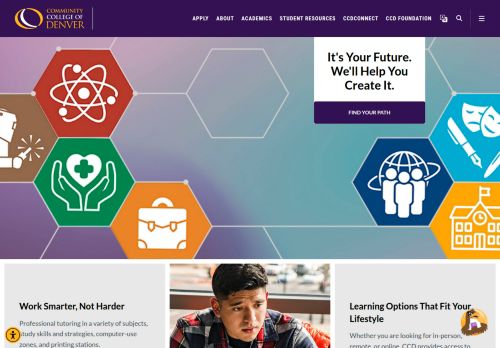 COMMUNITY
COLLEGE OF
DENVER
APPLY ABOUT ACADEMICS STUDENT RESOURCES CCDCONNECT CCD FOUNDATION
It's Your Future.
We'll Help You
Create It.
FIND YOUR PATH
Work Smarter, Not Harder
Professional tutoring in a variety of subjects,
study skills and strategies, computer-use
zones, and printing stations.
Learning Options That Fit Your
Lifestyle
Whether you are looking for in-person,
remote, or online, CCD provides access to